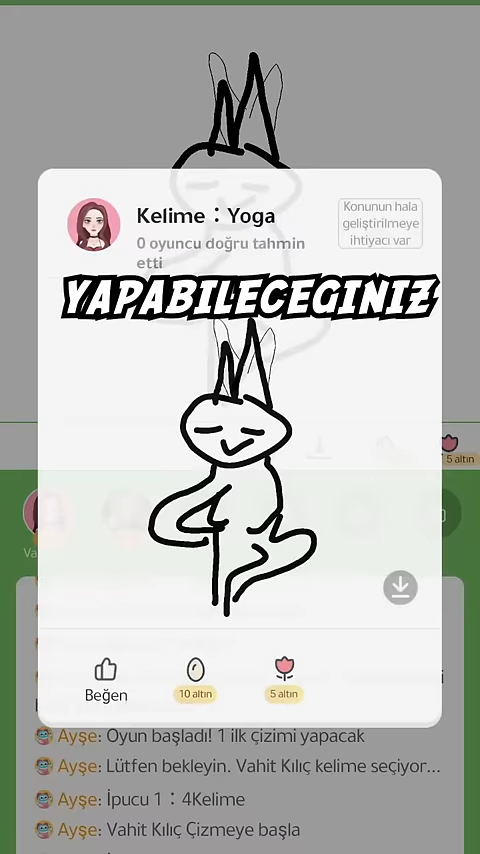 Kelime：Yoga
0 oyuncu doğru tahmin
etti
Konunun hala
geliştirilmeye
ihtiyacı var
YAPABILECEGINIZ
5 altın
Beğen
10 altın
5 altın
Ayşe: Oyun başladı! 1 ilk çizimi yapacak
Ayşe: Lütfen bekleyin. Vahit Kılıç kelime seçiyor...
Ayşe: İpucu 1：4Kelime
Ayşe: Vahit Kılıç Çizmeye başla